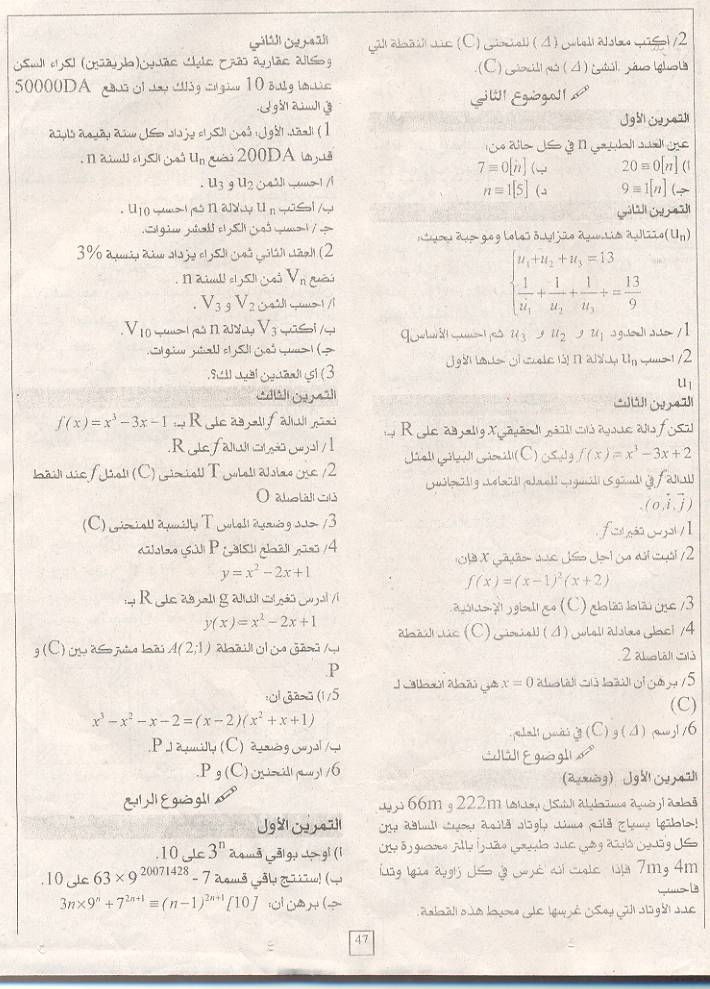 2/ أكتب معادلة المماس (Δ) للمنحنى (C) عند النقطة التي
فاصلها صفر. أنشئ (Δ) ثم المنحنى (C).
الموضوع الثاني
التمرين الأول
عين العدد الطبيعي n في كل حالة من:
أ) 20≡0[n] ب) 7≡0[n]
جـ) 9≡1[n] د) n≡1[5]
التمرين الثاني
(un) متتالية هندسية متزايدة تماما وموجبة بحيث:
u1+u2+u3=13
1/u1+1/u2+1/u3+=13/9
1/ حدد الحدود u1 و u2 و u3 ثم احسب الأساس q
2/ احسب un بدلالة n إذا علمت أن حدها الأول
u1
التمرين الثالث
لتكن f دالة عددية ذات المتغير الحقيقي x والمعرفة على R بـ:
f(x)=x³-3x+2 وليكن (C) المنحنى البياني الممثل
للدالة f في المستوى المنسوب للمعلم المتعامد والمتجانس
(o,i,j).
1/ ادرس تغيرات f.
2/ أثبت أنه من أجل كل عدد حقيقي x فإن:
f(x)=(x-1)²(x+2)
3/ عين نقاط تقاطع (C) مع المحاور الإحداثية.
4/ أعطي معادلة المماس (Δ) للمنحنى (C) عند النقطة
ذات الفاصلة 2.
5/ برهن أن النقط ذات الفاصلة x=0 هي نقطة انعطاف لـ
(C)
6/ ارسم (Δ) و (C) في نفس المعلم.
الموضوع الثالث
التمرين الأول (وضعية)
قطعة أرضية مستطيلة الشكل بعداها 222m و 66m نريد
إحاطتها بسياج قائم مسند بأوتاد قائمة بحيث المسافة بين
كل وتدين ثابتة وهي عدد طبيعي مقدرا بالمتر محصورة بين
4m و 7m فإذا علمت أنه غرس في كل زاوية منها وتدا
فاحسب
عدد الأوتاد التي يمكن غرسها على محيط هذه القطعة.
التمرين الثاني
وكالة عقارية تقترح عليك عقدين(طريقتين) لكراء السكن
عندها ولمدة 10 سنوات وذلك بعد أن تدفع 50000DA
في السنة الأولى.
1) العقد الأول: ثمن الكراء يزداد كل سنة بقيمة ثابتة
قدرها 200DA نضع un ثمن الكراء للسنة n.
أ/ احسب الثمن u2 و u3.
ب/ أكتب un بدلالة n ثم احسب u10.
جـ/ احسب ثمن الكراء للعشر سنوات.
2) العقد الثاني ثمن الكراء يزداد سنة بنسبة 3%
نضع Vn ثمن الكراء للسنة n.
أ/ احسب الثمن V2 و V3.
ب/ أكتب V3 بدلالة n ثم احسب V10.
جـ) احسب ثمن الكراء للعشر سنوات.
3) أي العقدين أفيد لك؟.
التمرين الثالث
نعتبر الدالة f المعرفة على R بـ: f(x)=x³-3x-1
1/ أدرس تغيرات الدالة f على R.
2/ عين معادلة المماس T للمنحنى (C) الممثل f عند النقط
ذات الفاصلة O
3/ حدد وضعية المماس T بالنسبة للمنحنى (C)
4/ نعتبر القطع المكافئ P الذي معادلته
y=x²-2x+1
أ/ أدرس تغيرات الدالة g المعرفة على R بـ:
y(x)=x²-2x+1
ب/ تحقق من أن النقطة A(2;1) نقط مشتركة بين (C) و
P.
5/ أ) تحقق أن:
x³-x²-x-2=(x-2)(x²+x+1)
ب/ أدرس وضعية (C) بالنسبة لـ P.
6/ ارسم المنحنين (C) و P.
الموضوع الرابع
التمرين الأول
أ) أوجد بواقي قسمة 3ⁿ على 10.
ب) إستنتج باقي قسمة 7 - 63×9^20071428 على 10.
جـ) برهن أن: 3n×9ⁿ+7^2n+1≡(n-1)^2n+1[10]
47